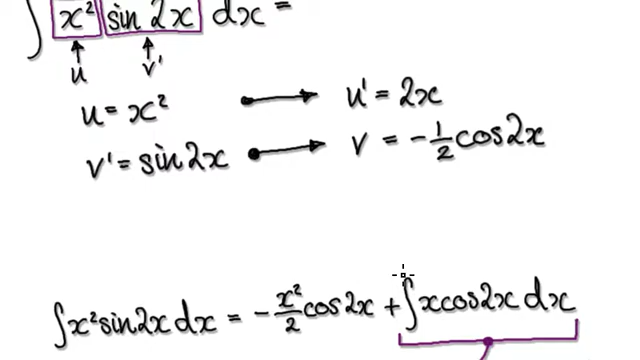 ∫ x² sin 2x dx =
u v'
u = x² → u' = 2x
v' = sin 2x → v = -½ cos 2x
∫ x² sin 2x dx = - x²/2 cos 2x + ∫ x cos 2x dx